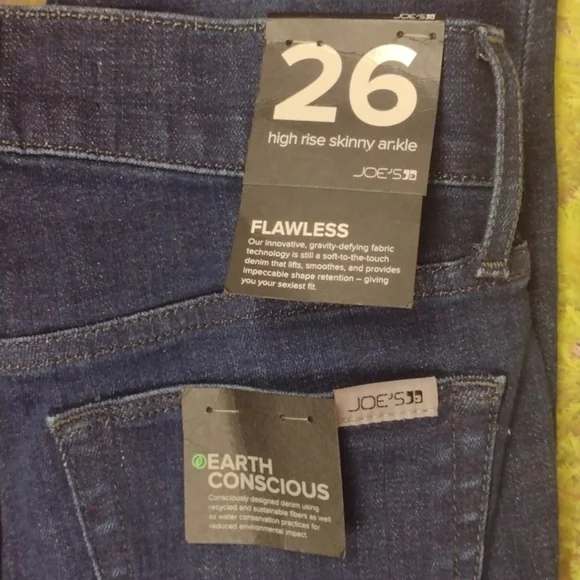 JOE'S
26
high rise skinny ankle
JOE'S
FLAWLESS
Our innovative, gravity-defying fabric
technology is still a soft-to-the-touch
denim that lifts, smoothes, and provides
impeccable shape retention – giving
you your sexiest fit.
JOE'S
EARTH
CONSCIOUS
Consciously designed denim using
recycled and sustainable fibers as well
as water conservation practices for
reduced environmental impact.